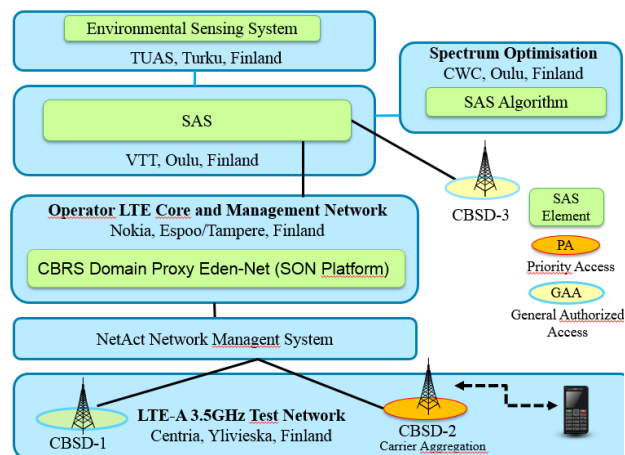 Environmental Sensing System
TUAS, Turku, Finland
Spectrum Optimisation
CWC, Oulu, Finland
SAS Algorithm
SAS
VTT, Oulu, Finland
CBSD-3
SAS
Element
PA
Priority Access
GAA
General Authorized
Access
Operator LTE Core and Management Network
Nokia, Espoo/Tampere, Finland
CBRS Domain Proxy Eden-Net (SON Platform)
NetAct Network Managent System
LTE-A 3.5GHz Test Network
Centria, Ylivieska, Finland
CBSD-1
CBSD-2
Carrier Aggregation